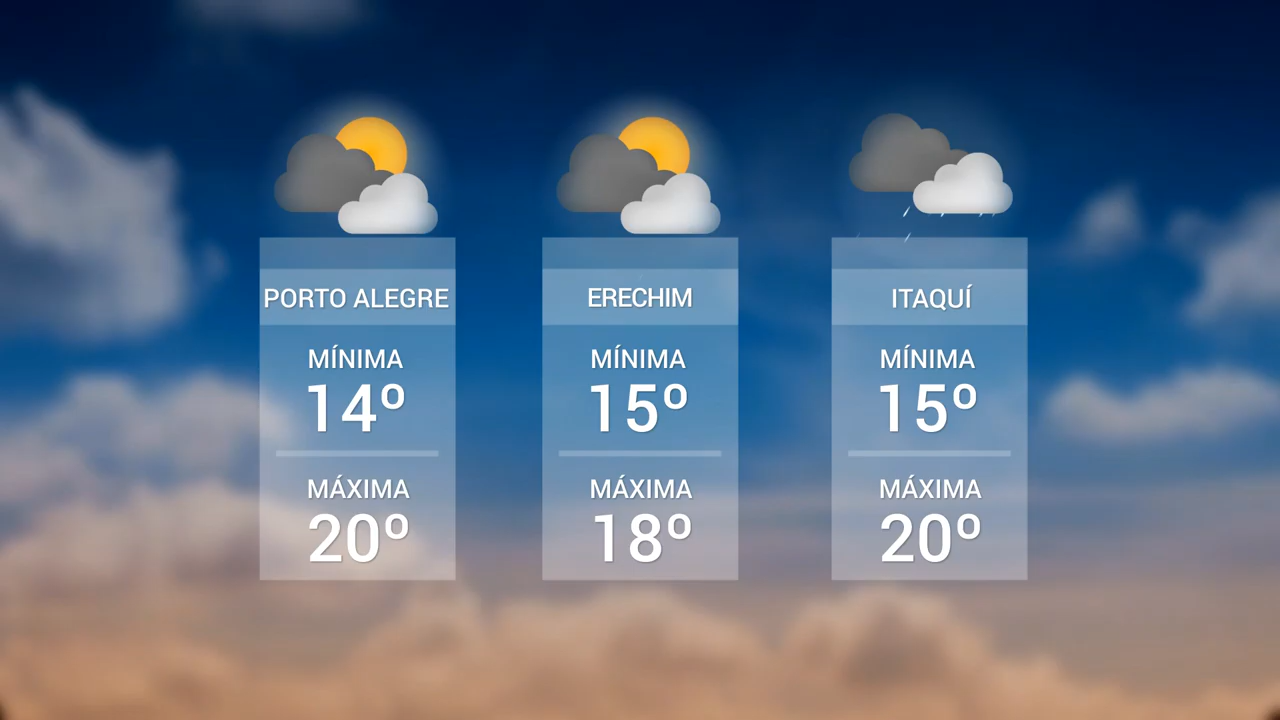 PORTO ALEGRE
MÍNIMA
14º
MÁXIMA
20º
ERECHIM
MÍNIMA
15º
MÁXIMA
18º
ITAQUÍ
MÍNIMA
15º
MÁXIMA
20º